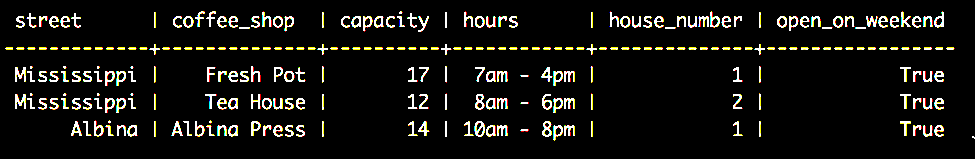 street | coffee_shop | capacity | hours | house_number | open_on_weekend
-------------+-------------+----------+------------+--------------+-----------------
Mississippi | Fresh Pot | 17 | 7am - 4pm | 1 | True
Mississippi | Tea House | 12 | 8am - 6pm | 2 | True
Albina | Albina Press | 14 | 10am - 8pm | 1 | True